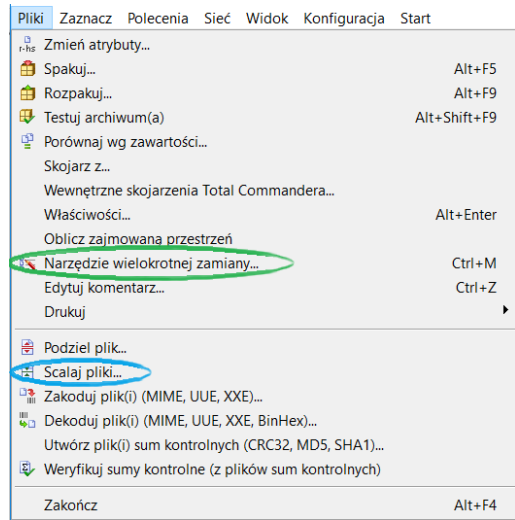 Pliki Zaznacz Polecenia Sieć Widok Konfiguracja Start
r-hs Zmień atrybuty...
Spakuj... Alt+F5
Rozpakuj... Alt+F9
Testuj archiwum(a) Alt+Shift+F9
Porównaj wg zawartości...
Skojarz z...
Wewnętrzne skojarzenia Total Commandera...
Właściwości... Alt+Enter
Oblicz zajmowana przestrzeń
Narzędzie wielokrotnej zamiany... Ctrl+M
Edytuj komentarz... Ctrl+Z
Drukuj
Podziel plik...
Scalaj pliki...
Zakoduj plik(i) (MIME, UUE, XXE)...
Dekoduj plik(i) (MIME, UUE, XXE, BinHex)...
Utwórz plik(i) sum kontrolnych (CRC32, MD5, SHA1)...
Weryfikuj sumy kontrolne (z plików sum kontrolnych)
Zakończ Alt+F4